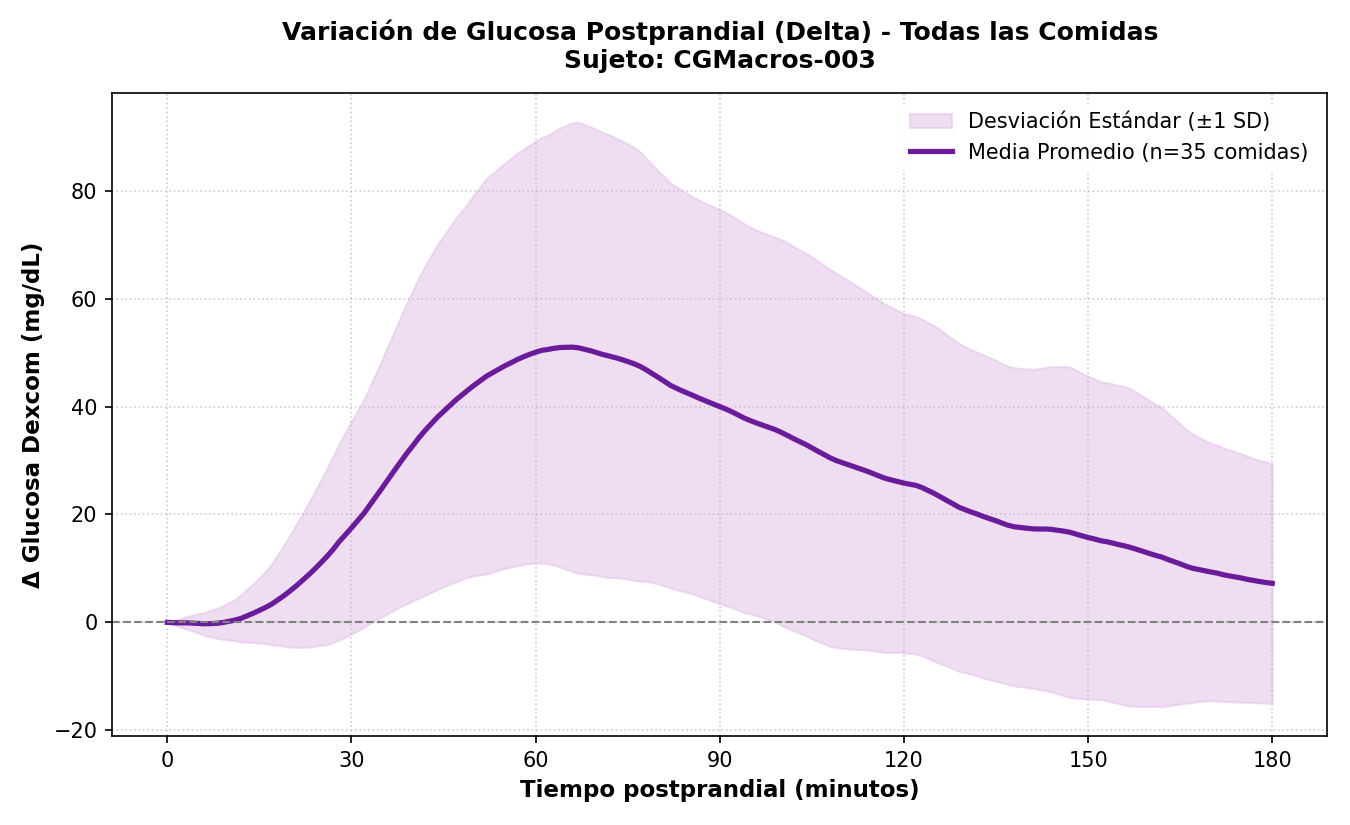 Variación de Glucosa Postprandial (Delta) - Todas las Comidas
Sujeto: CGMacros-003
Desviación Estándar (±1 SD)
Media Promedio (n=35 comidas)
Δ Glucosa Dexcom (mg/dL)
80
60
40
20
0
−20
0 30 60 90 120 150 180
Tiempo postprandial (minutos)